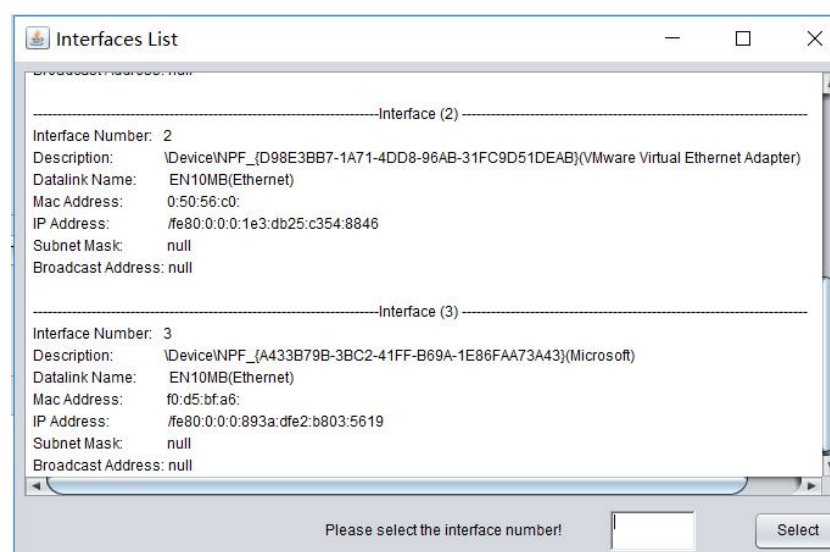 Interfaces List
Broadcast Address: null
--------------------Interface (2)--------------------
Interface Number: 2
Description: \Device\NPF_{D98E3BB7-1A71-4DD8-96AB-31FC9D51DEAB}(VMware Virtual Ethernet Adapter)
Datalink Name: EN10MB(Ethernet)
Mac Address: 0:50:56:c0:
IP Address: /fe80:0:0:0:1e3:db25:c354:8846
Subnet Mask: null
Broadcast Address: null
--------------------Interface (3)--------------------
Interface Number: 3
Description: \Device\NPF_{A433B79B-3BC2-41FF-B69A-1E86FAA73A43}(Microsoft)
Datalink Name: EN10MB(Ethernet)
Mac Address: f0:d5:bf:a6:
IP Address: /fe80:0:0:0:893a:dfe2:b803:5619
Subnet Mask: null
Broadcast Address: null
Please select the interface number!
Select